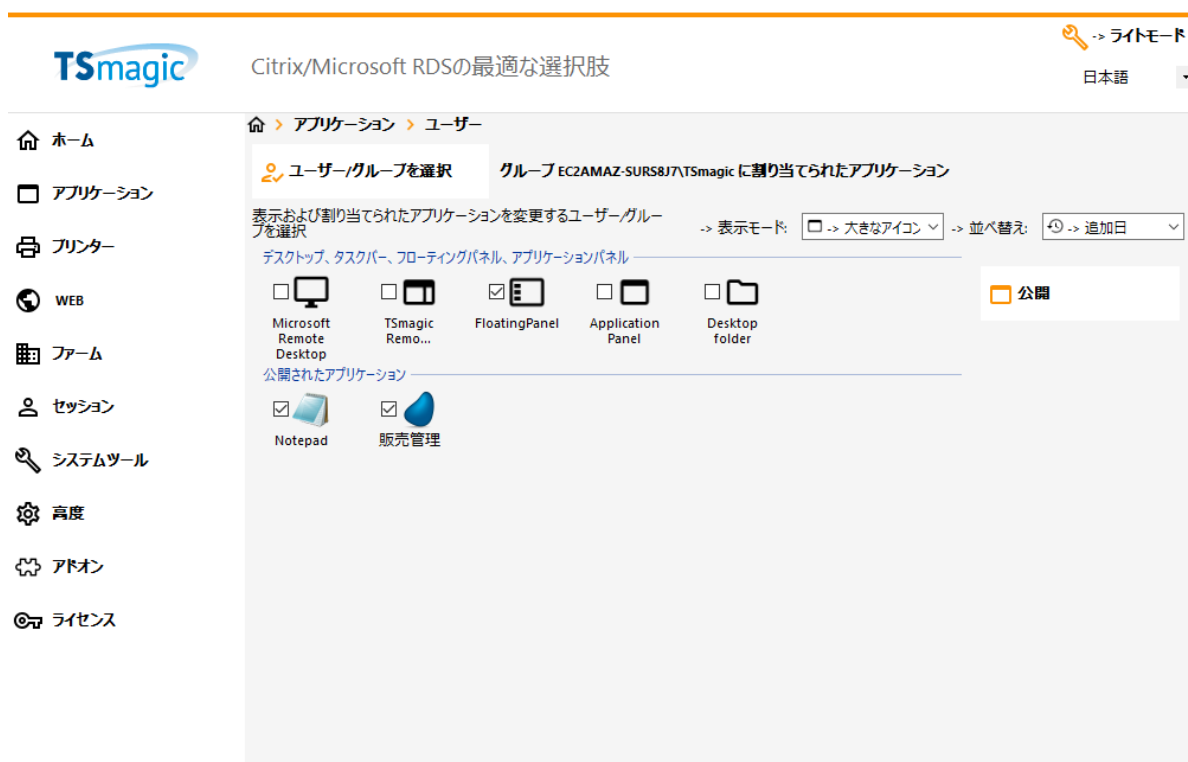 -> ライトモード
TSmagic
Citrix/Microsoft RDSの最適な選択肢
日本語
ホーム
アプリケーション
プリンター
WEB
ファーム
セッション
システムツール
高度
アドオン
ライセンス
アプリケーション > ユーザー
ユーザー/グループを選択
グループ EC2AMAZ-SURS8J7\TSmagic に割り当てられたアプリケーション
表示および割り当てられたアプリケーションを変更するユーザー/グルー
プを選択
-> 表示モード:
-> 大きなアイコン
-> 並べ替え:
-> 追加日
デスクトップ、タスクバー、フローティングパネル、アプリケーションパネル
Microsoft
Remote
Desktop
TSmagic
Remo...
FloatingPanel
Application
Panel
Desktop
folder
公開
公開されたアプリケーション
Notepad
販売管理